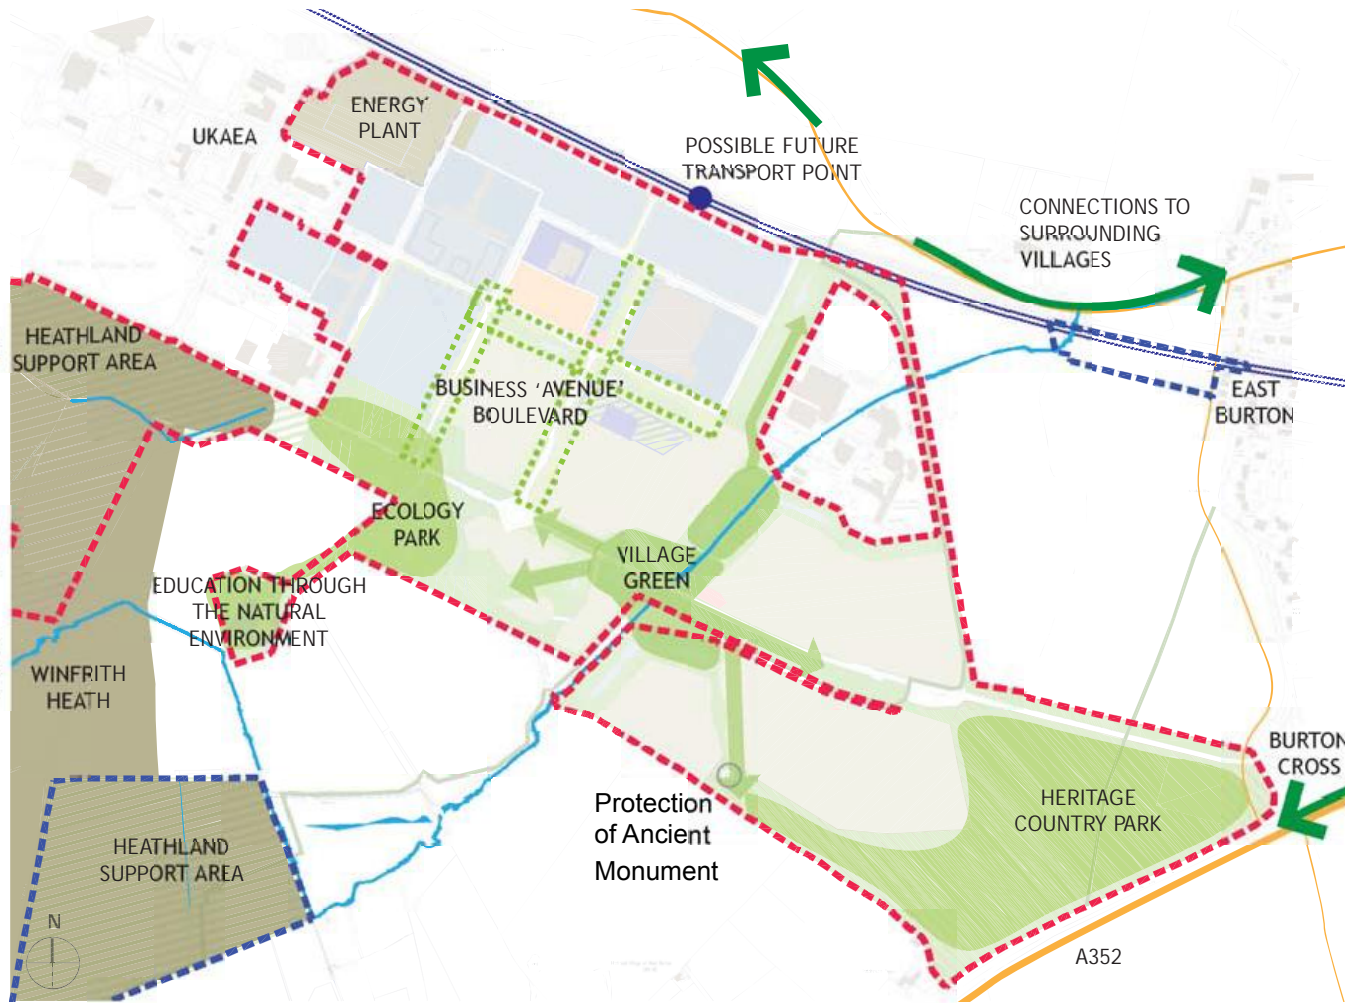 ENERGY
PLANT
UKAEA
POSSIBLE FUTURE
TRANSPORT POINT
CONNECTIONS TO
SURROUNDING
VILLAGES
HEATHLAND
SUPPORT AREA
BUSINESS ‘AVENUE’
BOULEVARD
EAST
BURTON
ECOLOGY
PARK
VILLAGE
GREEN
EDUCATION THROUGH
THE NATURAL
ENVIRONMENT
WINFRITH
HEATH
BURTON
CROSS
Protection
of Ancient
Monument
HERITAGE
COUNTRY PARK
HEATHLAND
SUPPORT AREA
N
A352